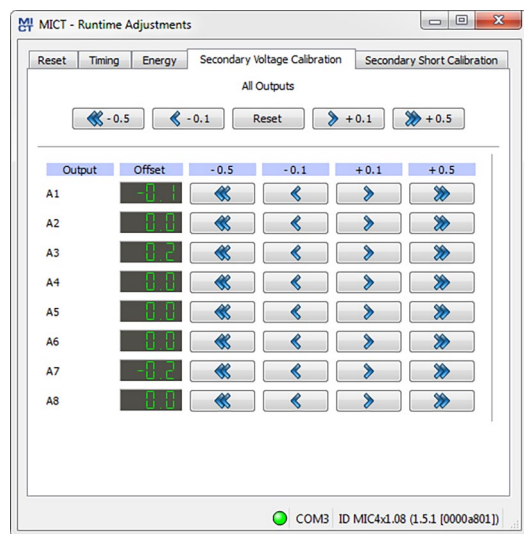 MICT MICT - Runtime Adjustments
Reset Timing Energy Secondary Voltage Calibration Secondary Short Calibration
All Outputs
- 0.5 - 0.1 Reset + 0.1 + 0.5
Output Offset - 0.5 - 0.1 + 0.1 + 0.5
A1 -0.1
A2 0.0
A3 0.2
A4 0.0
A5 0.0
A6 0.0
A7 -0.2
A8 0.0
COM3 ID MIC4x1.08 (1.5.1 [0000a801])